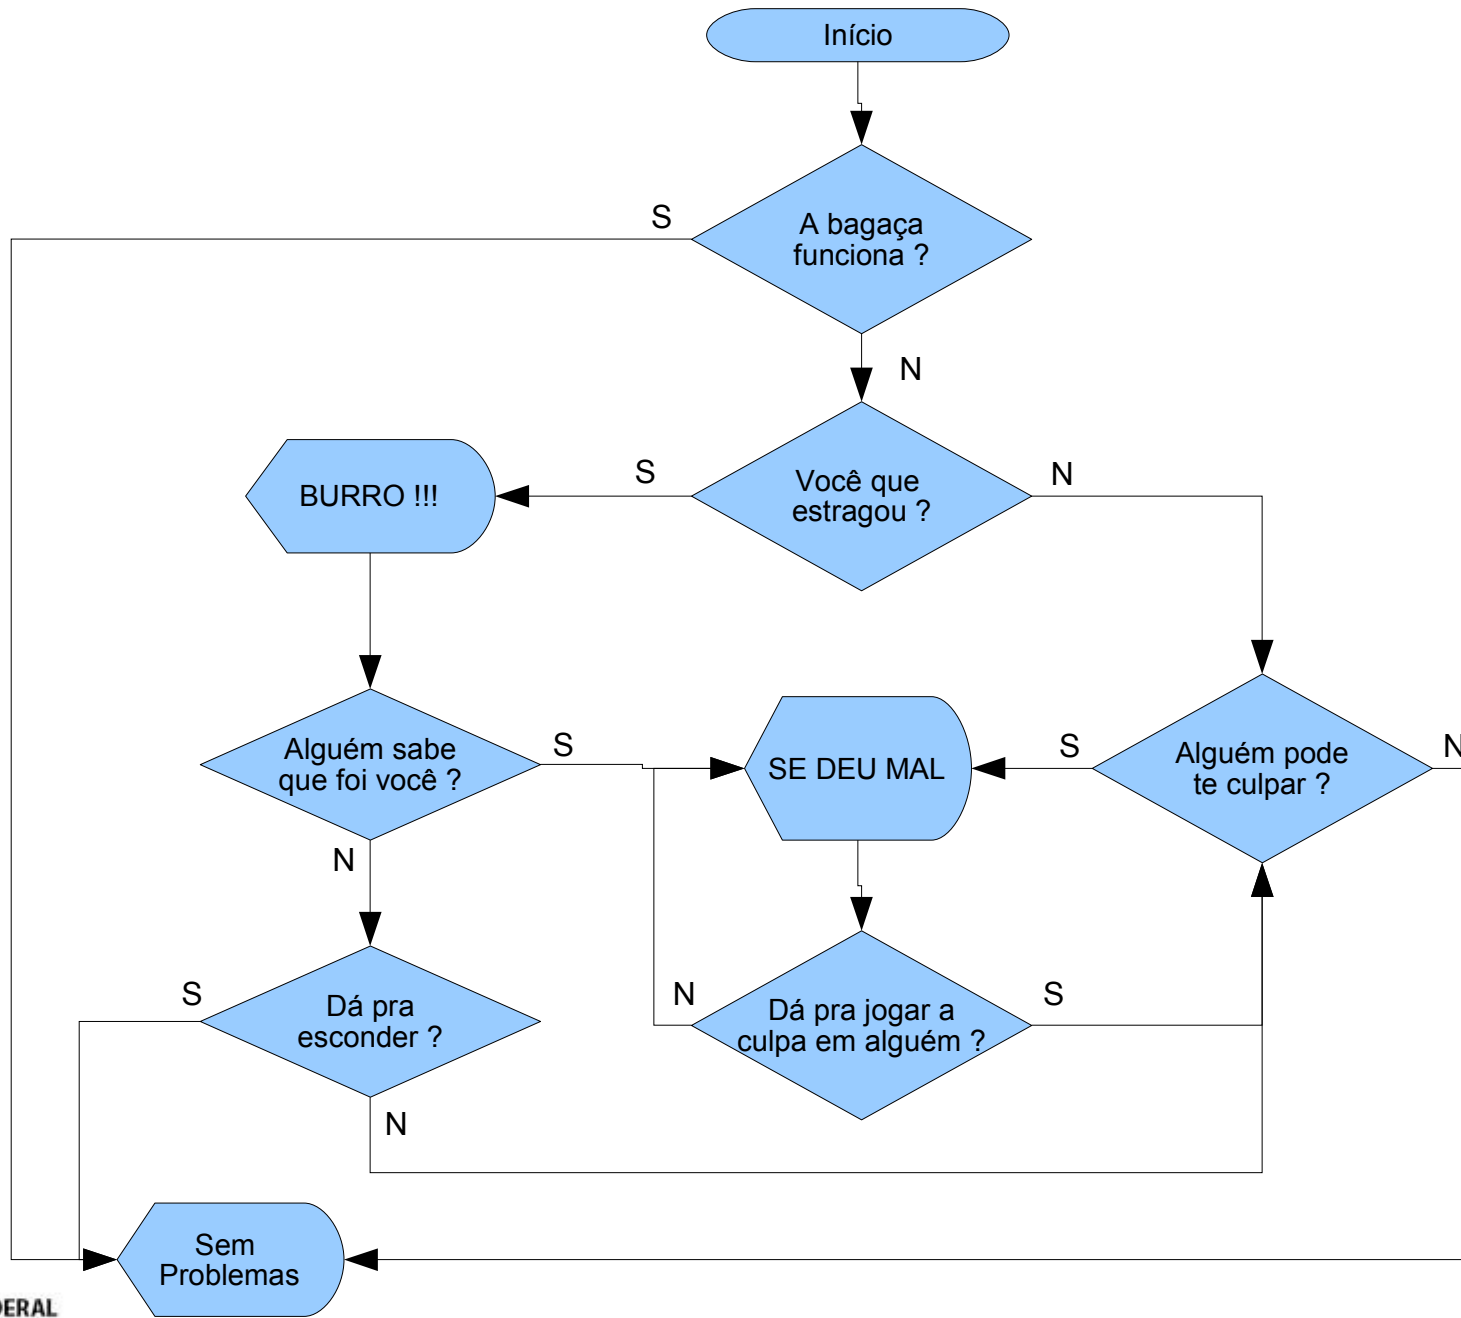 Início
S
A bagaça
funciona ?
N
BURRO !!!
S
Você que
estragou ?
N
Alguém sabe
que foi você ?
S
SE DEU MAL
S
Alguém pode
te culpar ?
N
N
S
Dá pra
esconder ?
N
N
Dá pra jogar a
culpa em alguém ?
S
Sem
Problemas